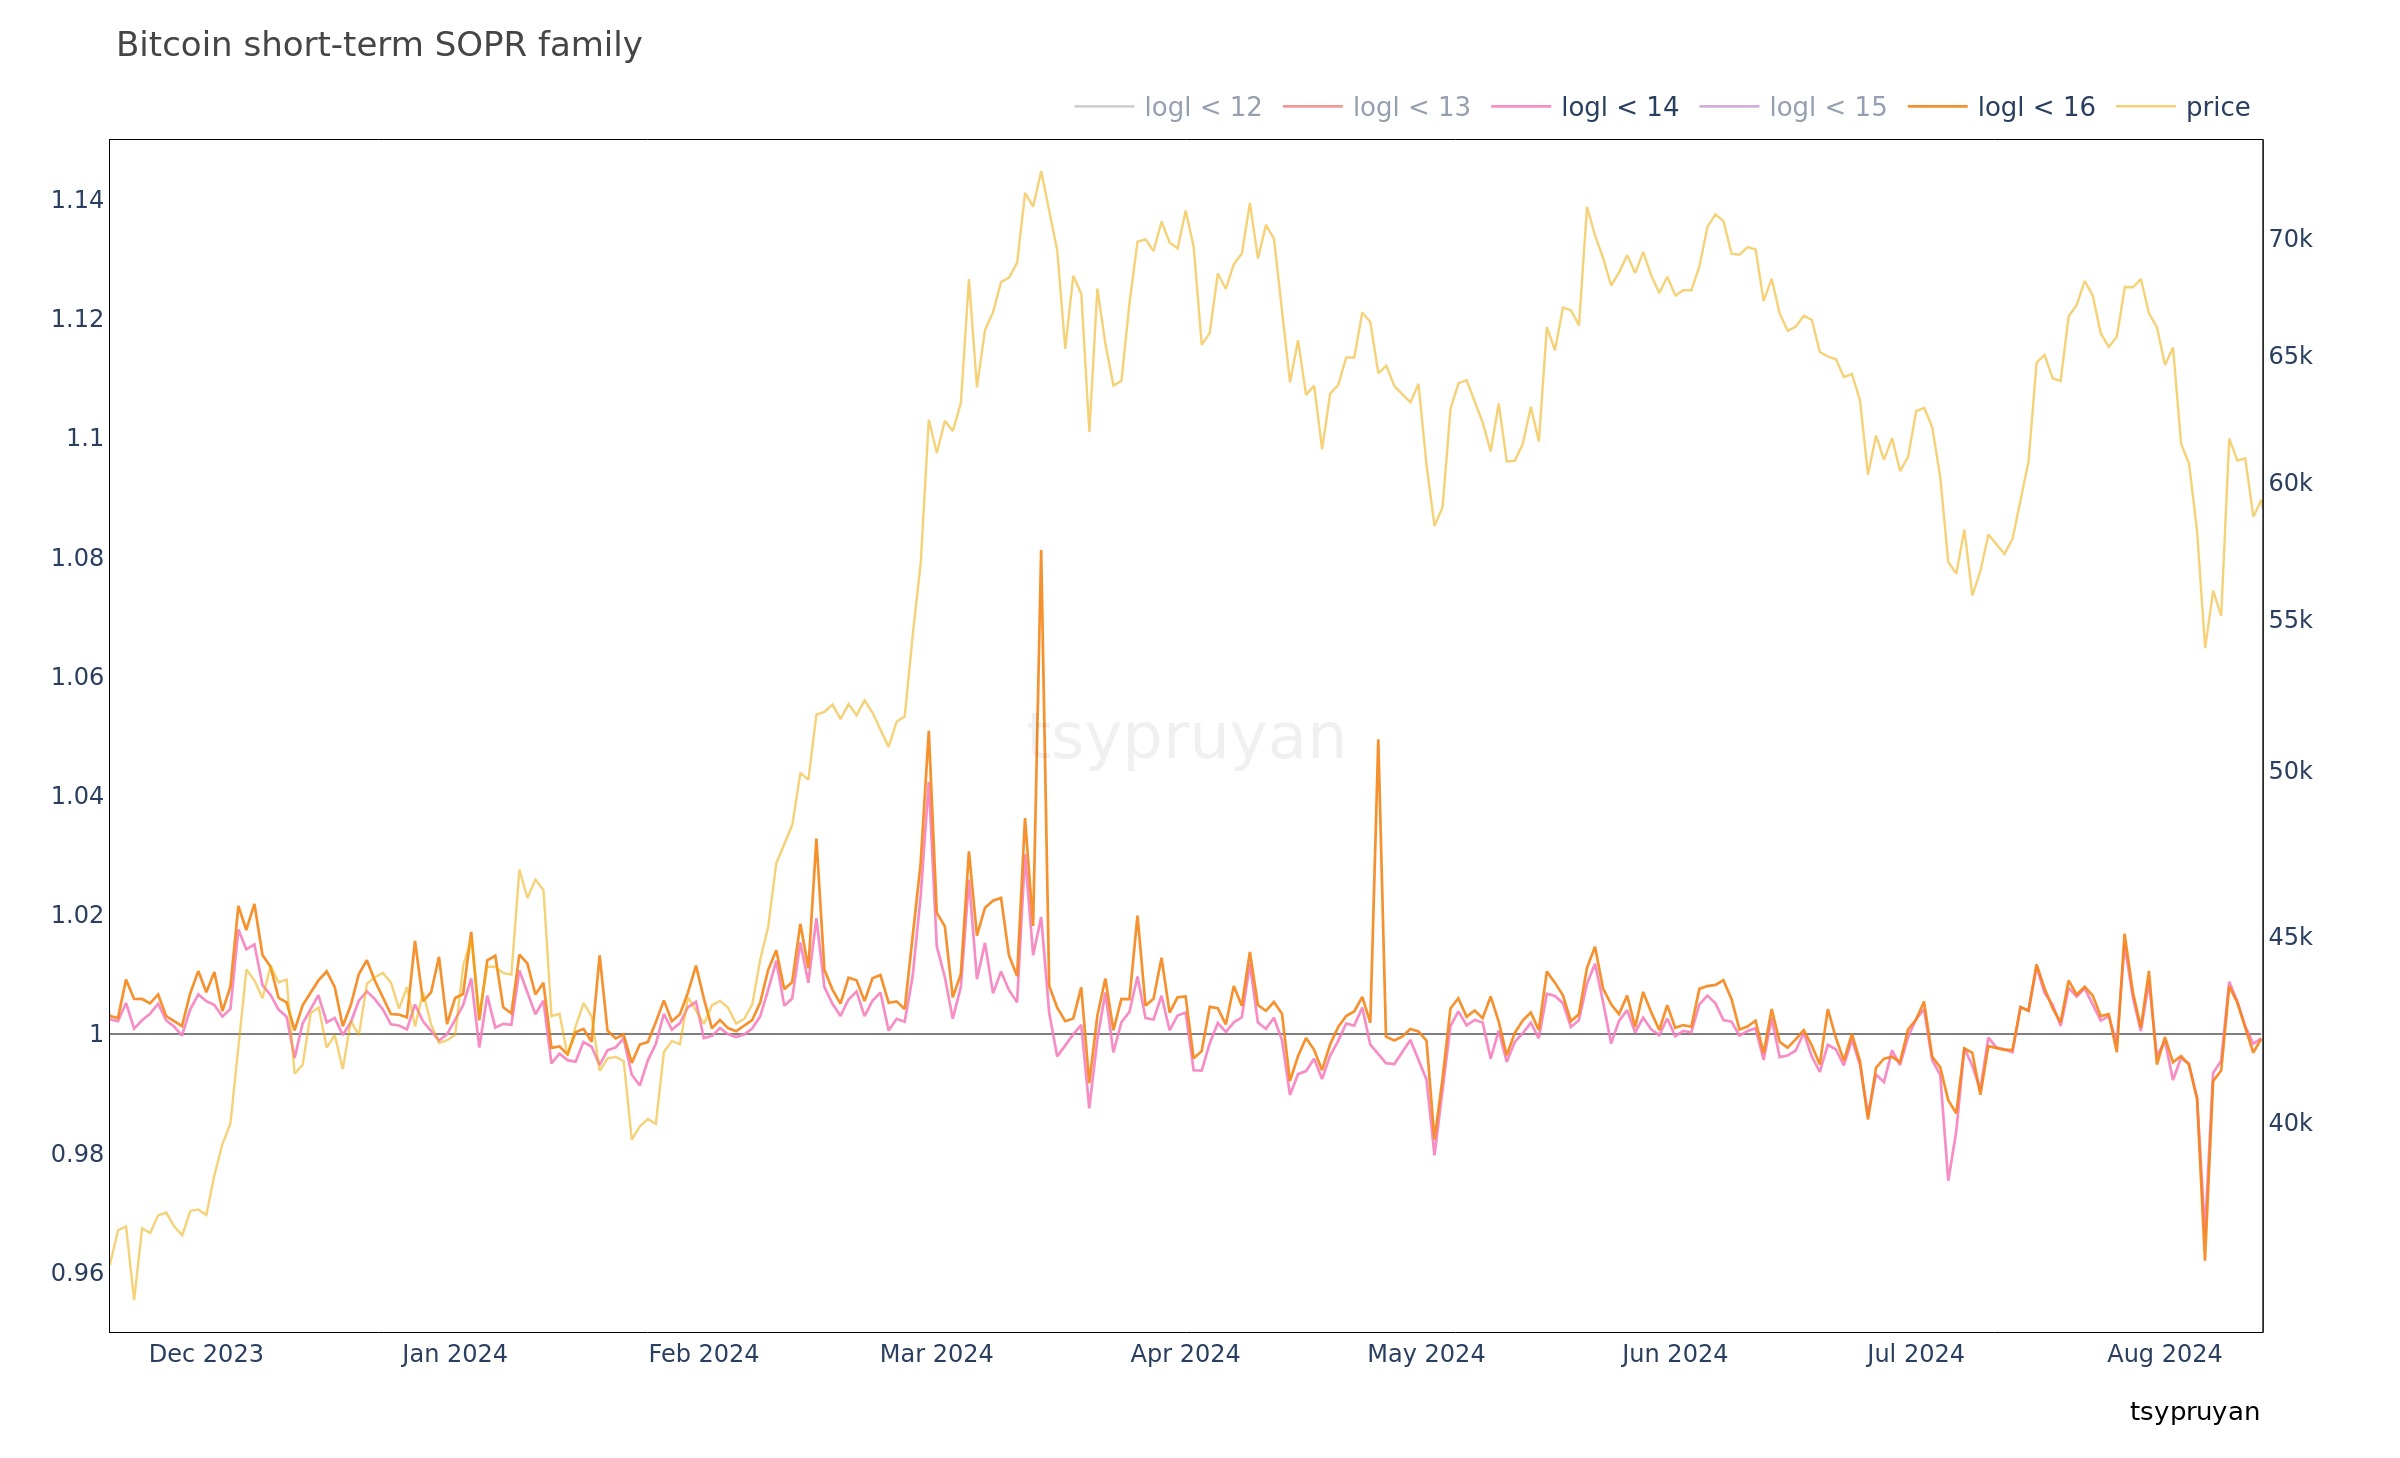 Bitcoin short-term SOPR family
logl < 12 logl < 13 logl < 14 logl < 15 logl < 16 price
1.14
1.12
1.1
1.08
1.06
1.04
1.02
1
0.98
0.96
70k
65k
60k
55k
50k
45k
40k
tsypruyan
Dec 2023 Jan 2024 Feb 2024 Mar 2024 Apr 2024 May 2024 Jun 2024 Jul 2024 Aug 2024
tsypruyan